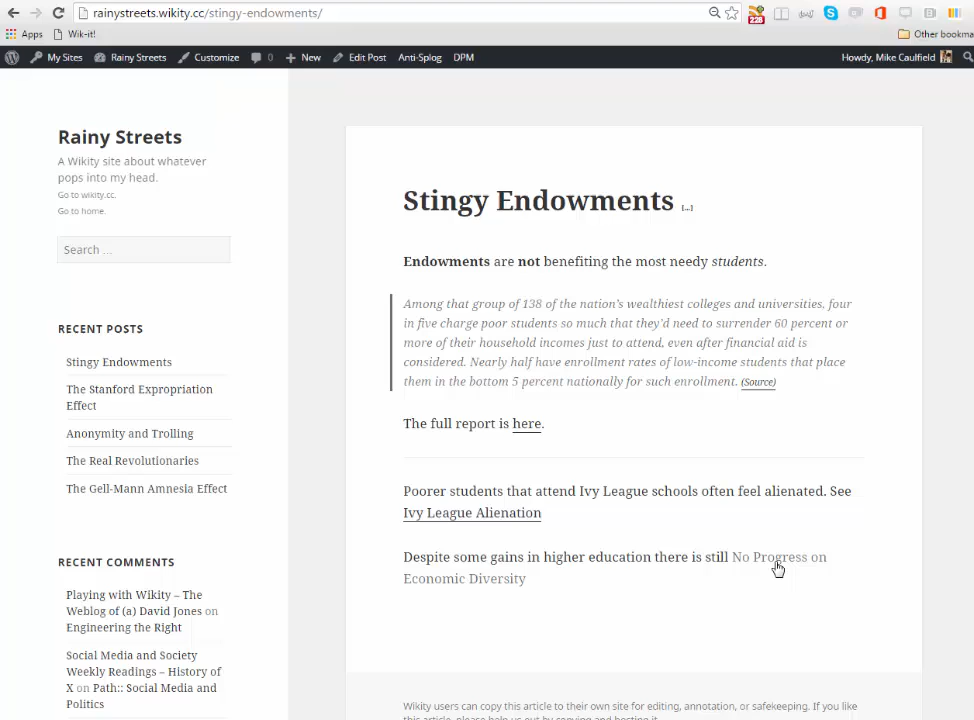 rainystreets.wikity.cc/stingy-endowments/
228
Apps
Wik-it!
Other bookma
My Sites
Rainy Streets
Customize
0
New
Edit Post
Anti-Splog
DPM
Howdy, Mike Caulfield
Rainy Streets
A Wikity site about whatever
pops into my head.
Go to wikity.cc.
Go to home.
Search ...
RECENT POSTS
Stingy Endowments
The Stanford Expropriation
Effect
Anonymity and Trolling
The Real Revolutionaries
The Gell-Mann Amnesia Effect
RECENT COMMENTS
Playing with Wikity – The
Weblog of (a) David Jones on
Engineering the Right
Social Media and Society
Weekly Readings – History of
X on Path:: Social Media and
Politics
Stingy Endowments [...]
Endowments are not benefiting the most needy students.
Among that group of 138 of the nation's wealthiest colleges and universities, four
in five charge poor students so much that they'd need to surrender 60 percent or
more of their household incomes just to attend, even after financial aid is
considered. Nearly half have enrollment rates of low-income students that place
them in the bottom 5 percent nationally for such enrollment. (Source)
The full report is here.
Poorer students that attend Ivy League schools often feel alienated. See
Ivy League Alienation
Despite some gains in higher education there is still No Progress on
Economic Diversity
Wikity users can copy this article to their own site for editing, annotation, or safekeeping. If you like
this article, please help us out by copying and hosting it.